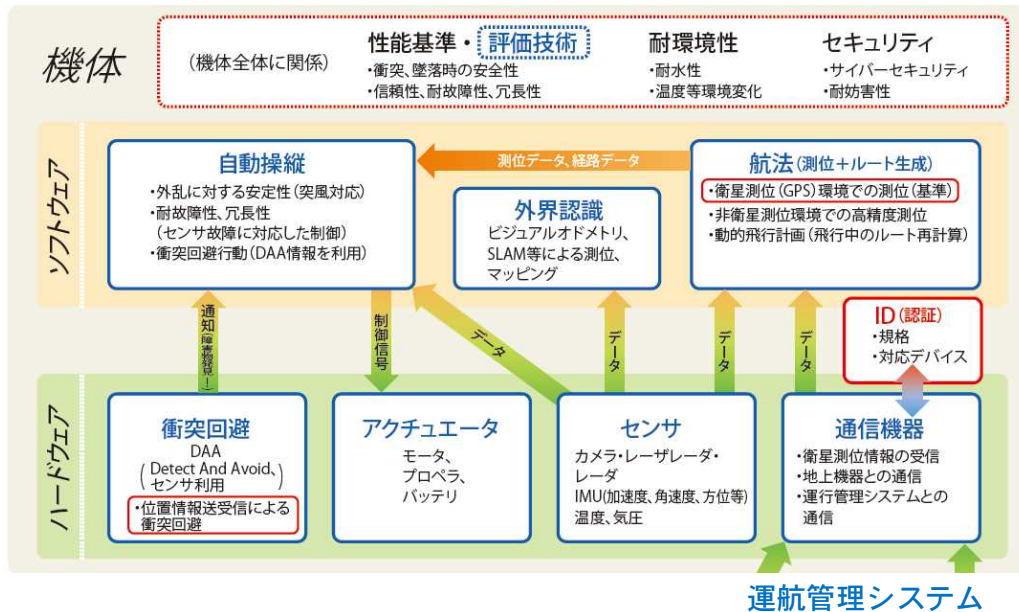 機体
(機体全体に関係)
性能基準・評価技術
・衝突、墜落時の安全性
・信頼性、耐故障性、冗長性
耐環境性
・耐水性
・温度等環境変化
セキュリティ
・サイバーセキュリティ
・耐妨害性
ソフトウェア
自動操縦
・外乱に対する安定性(突風対応)
・耐故障性、冗長性
(センサ故障に対応した制御)
・衝突回避行動(DAA情報を利用)
測位データ、経路データ
外界認識
ビジュアルオドメトリ、
SLAM等による測位、
マッピング
航法(測位+ルート生成)
・衛星測位(GPS)環境での測位(基準)
・非衛星測位環境での高精度測位
・動的飛行計画(飛行中のルート再計算)
通知(障害物発見!)
制御信号
データ
データ
データ
データ
ID(認証)
・規格
・対応デバイス
ハードウェア
衝突回避
DAA
(Detect And Avoid、
センサ利用)
・位置情報送受信による
衝突回避
アクチュエータ
モータ、
プロペラ、
バッテリ
センサ
カメラ・レーザレーダ・
レーダ
IMU(加速度、角速度、方位等)
温度、気圧
通信機器
・衛星測位情報の受信
・地上機器との通信
・運行管理システムとの
通信
運航管理システム